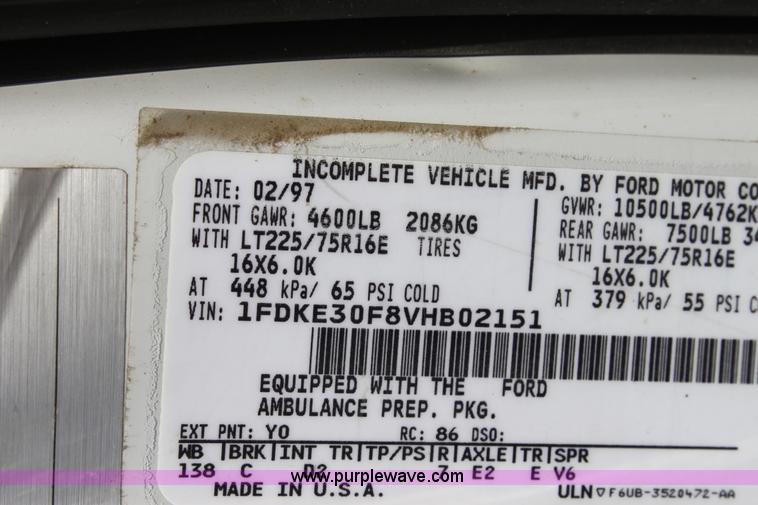 INCOMPLETE VEHICLE MFD. BY FORD MOTOR CO
DATE: 02/97
GVWR: 10500LB/4762K
FRONT GAWR: 4600LB 2086KG
REAR GAWR: 7500LB 34
WITH LT225/75R16E TIRES
WITH LT225/75R16E
16X6.0K
16X6.0K
AT 448 kPa/ 65 PSI COLD
AT 379 kPa/ 55 PSI C
VIN: 1FDKE30F8VHB02151
EQUIPPED WITH THE FORD
AMBULANCE PREP. PKG.
EXT PNT: YO RC: 86 DSO:
WB |BRK|INT TR|TP/PS|R|AXLE|TR|SPR
138 C D2 7 E2 E V6
www.purplewave.com
MADE IN U.S.A.
ULN F6UB-3520472-AA